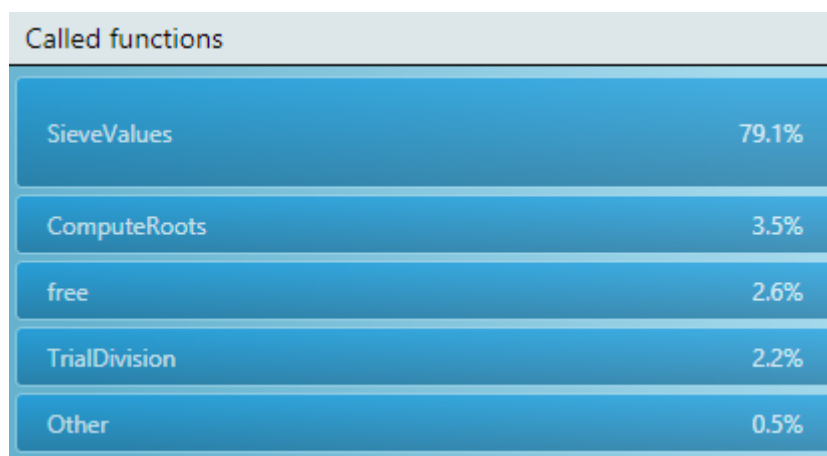 Called functions
SieveValues 79.1%
ComputeRoots 3.5%
free 2.6%
TrialDivision 2.2%
Other 0.5%